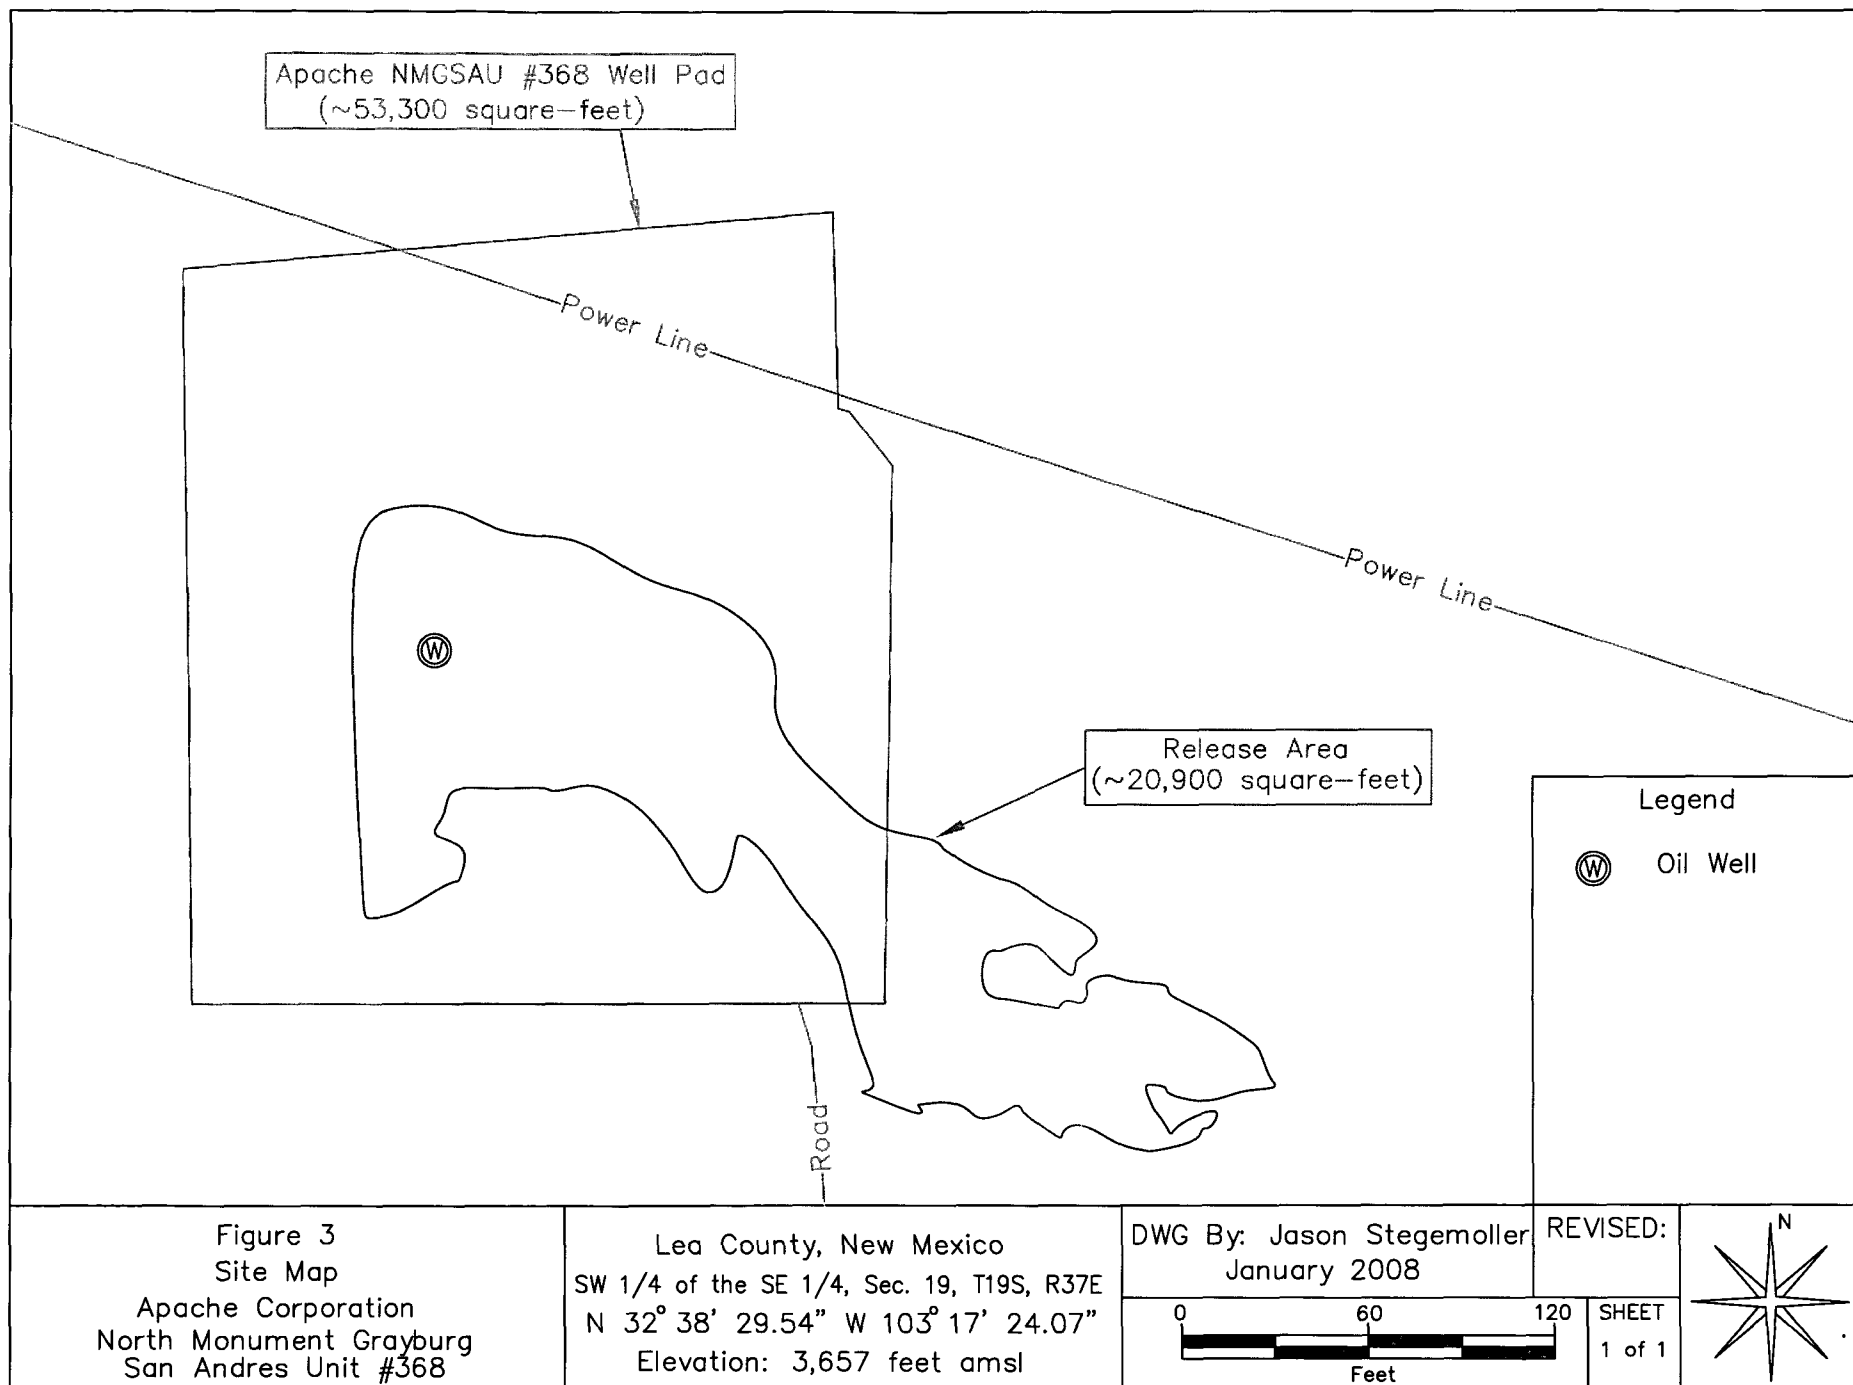 Apache NMGSAU #368 Well Pad
(~53,300 square-feet)
Power Line
Power Line
W
Release Area
(~20,900 square-feet)
Legend
W Oil Well
Road
Figure 3
Site Map
Apache Corporation
North Monument Grayburg
San Andres Unit #368
Lea County, New Mexico
SW 1/4 of the SE 1/4, Sec. 19, T19S, R37E
N 32° 38' 29.54" W 103° 17' 24.07"
Elevation: 3,657 feet amsl
DWG By: Jason Stegemoller
January 2008
REVISED:
0 60 120
Feet
SHEET
1 of 1
N